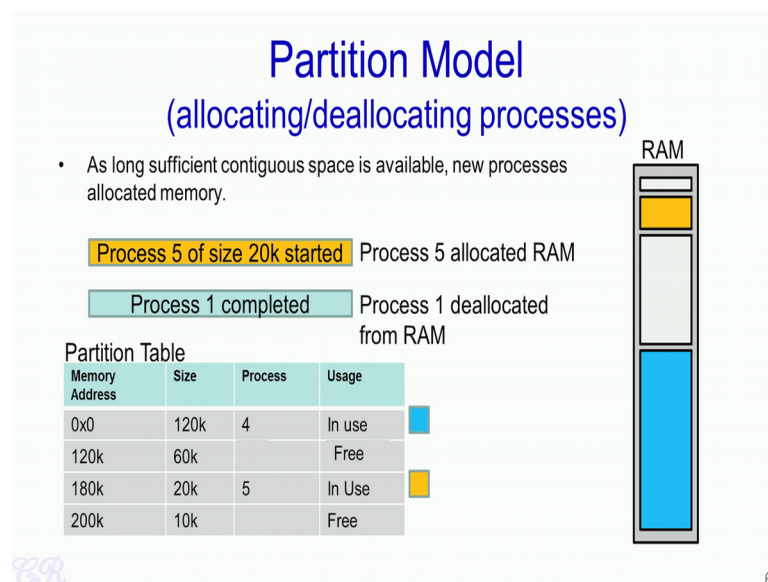 Partition Model
(allocating/deallocating processes)
RAM
• As long sufficient contiguous space is available, new processes
allocated memory.
Process 5 of size 20k started Process 5 allocated RAM
Process 1 completed Process 1 deallocated
from RAM
Partition Table
Memory Address Size Process Usage
0x0 120k 4 In use
120k 60k Free
180k 20k 5 In Use
200k 10k Free